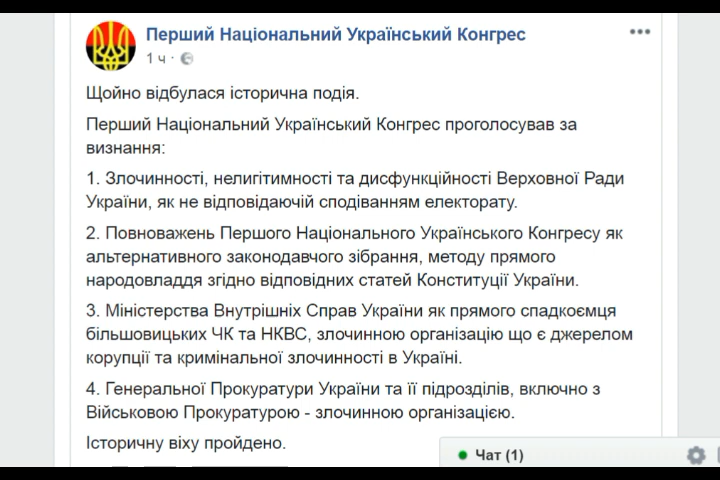 Перший Національний Український Конгрес
1 ч ·
Щойно відбулася історична подія.
Перший Національний Український Конгрес проголосував за
визнання:
1. Злочинності, нелигітимності та дисфункційності Верховної Ради
України, як не відповідаючій сподіванням електорату.
2. Повноважень Першого Національного Українського Конгресу як
альтернативного законодавчого зібрання, методу прямого
народовладдя згідно відповідних статей Конституції України.
3. Міністерства Внутрішніх Справ України як прямого спадкоємця
більшовицьких ЧК та НКВС, злочинною організацію що є джерелом
корупції та кримінальної злочинності в Україні.
4. Генеральної Прокуратури України та її підрозділів, включно з
Військовою Прокуратурою - злочинною організацією.
Історичну віху пройдено.
Чат (1)